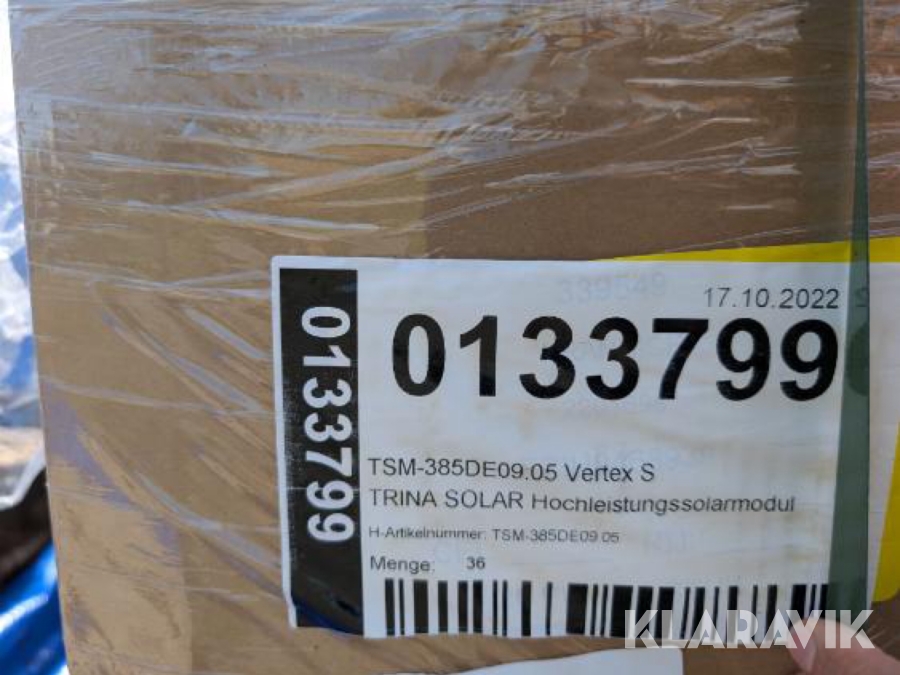 17.10.2022
0133799
0133799
TSM-385DE09.05 Vertex S
TRINA SOLAR Hochleistungssolarmodul
H-Artikelnummer: TSM-385DE09.05
Menge: 36
KLARAVIK